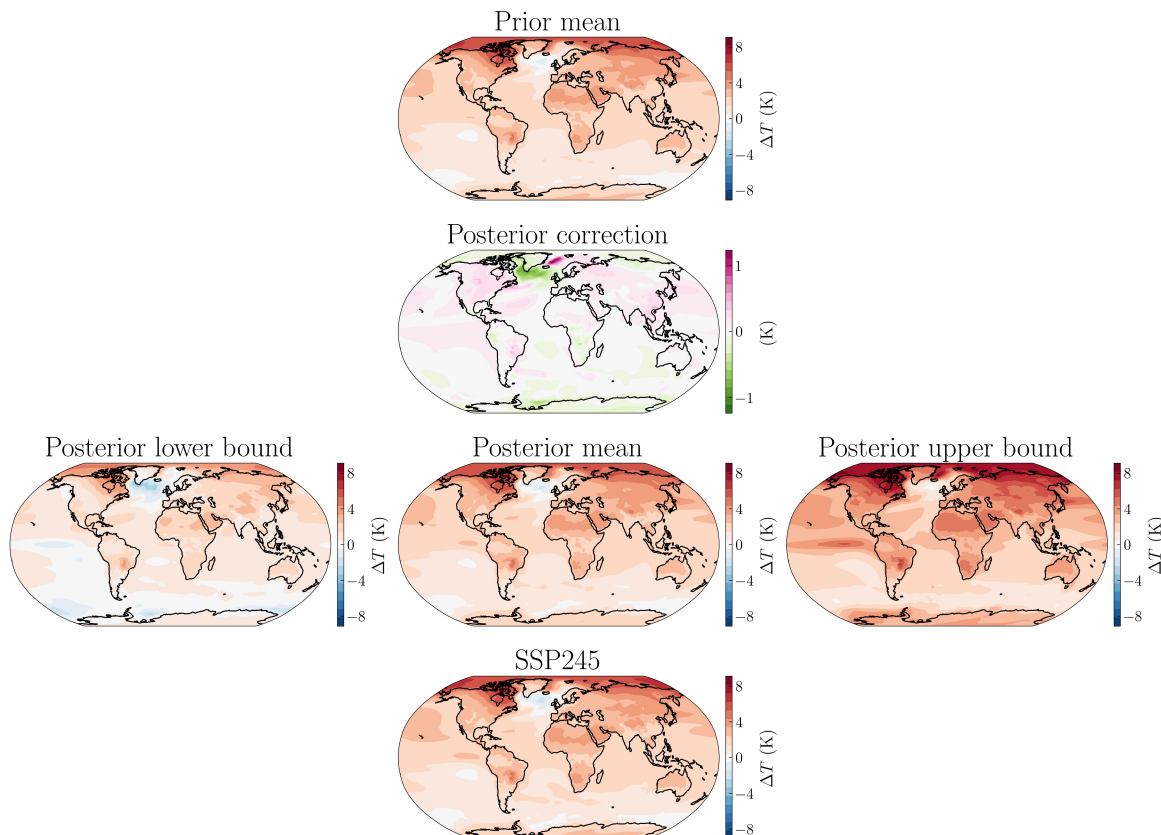 Prior mean
8
4
0
−4
−8
ΔT (K)
Posterior correction
1
0
−1
(K)
Posterior lower bound
8
4
0
−4
−8
ΔT (K)
Posterior mean
8
4
0
−4
−8
ΔT (K)
Posterior upper bound
8
4
0
−4
−8
ΔT (K)
SSP245
8
4
0
−4
−8
ΔT (K)